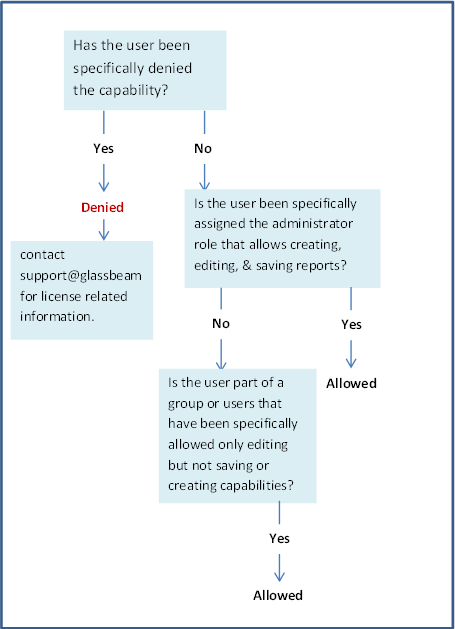 Has the user been
specifically denied
the capability?
Yes
No
Denied
contact
support@glassbeam
for license related
information.
Is the user been specifically
assigned the administrator
role that allows creating,
editing, & saving reports?
No
Yes
Allowed
Is the user part of a
group or users that
have been specifically
allowed only editing
but not saving or
creating capabilities?
Yes
Allowed